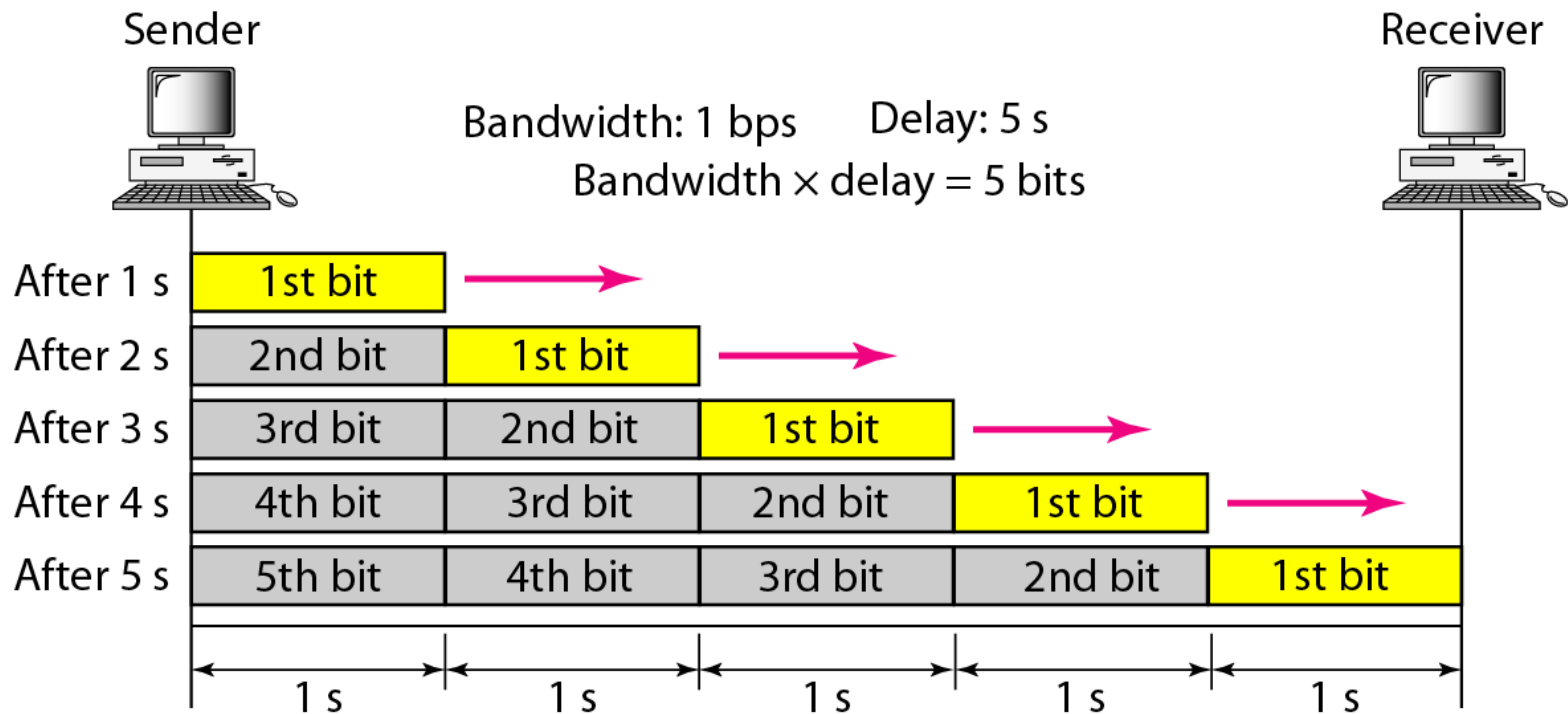 Sender
Receiver
Bandwidth: 1 bps Delay: 5 s
Bandwidth × delay = 5 bits
After 1 s 1st bit
After 2 s 2nd bit 1st bit
After 3 s 3rd bit 2nd bit 1st bit
After 4 s 4th bit 3rd bit 2nd bit 1st bit
After 5 s 5th bit 4th bit 3rd bit 2nd bit 1st bit
1 s 1 s 1 s 1 s 1 s